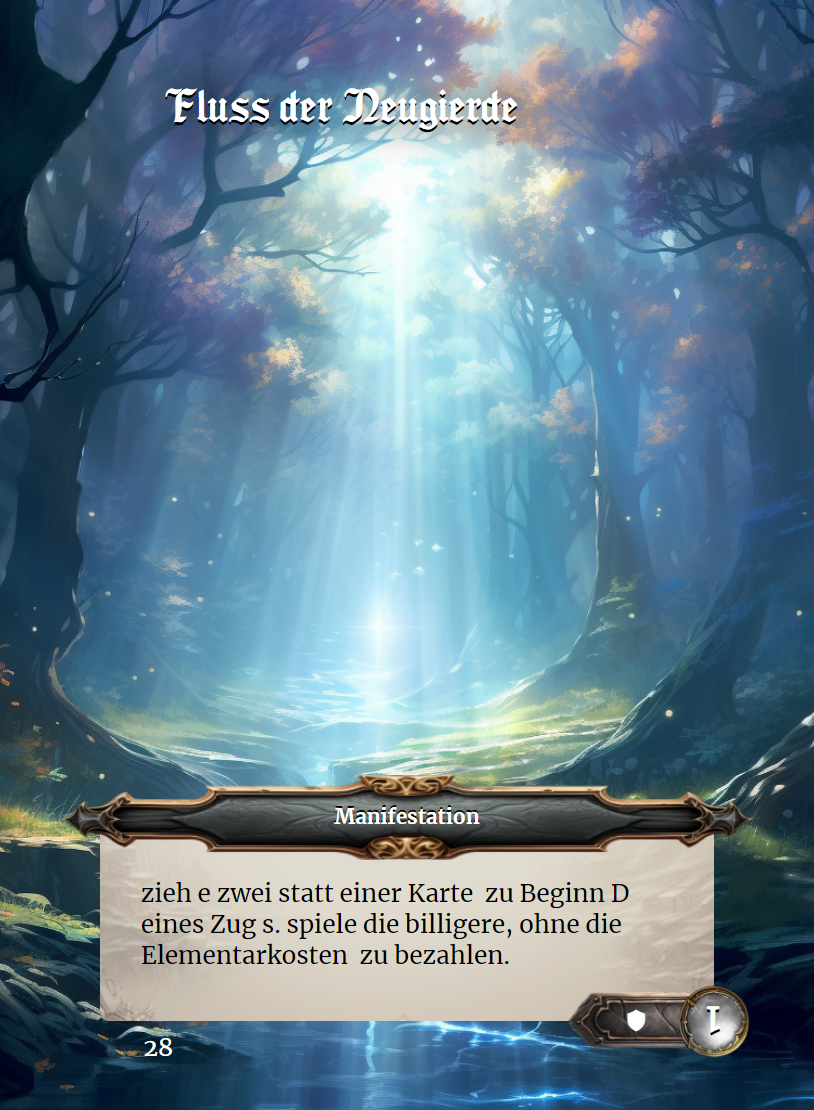 Fluss der Neugierde
Manifestation
zieh e zwei statt einer Karte  zu Beginn D
eines Zug s. spiele die billigere, ohne die
Elementarkosten  zu bezahlen.
1
28